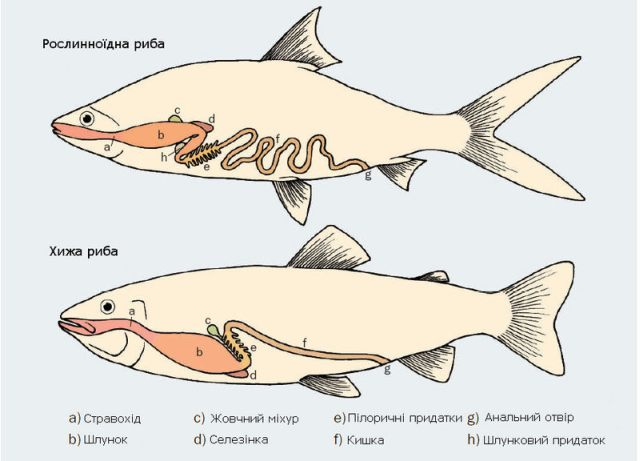 Рослинноїдна риба
c
d
b
a
f
h
e
g
Хижа риба
a
c
b
e
f
d
g
a) Стравохід c) Жовчний міхур e) Пілоричні придатки g) Анальний отвір
b) Шлунок d) Селезінка f) Кишка h) Шлунковий придаток